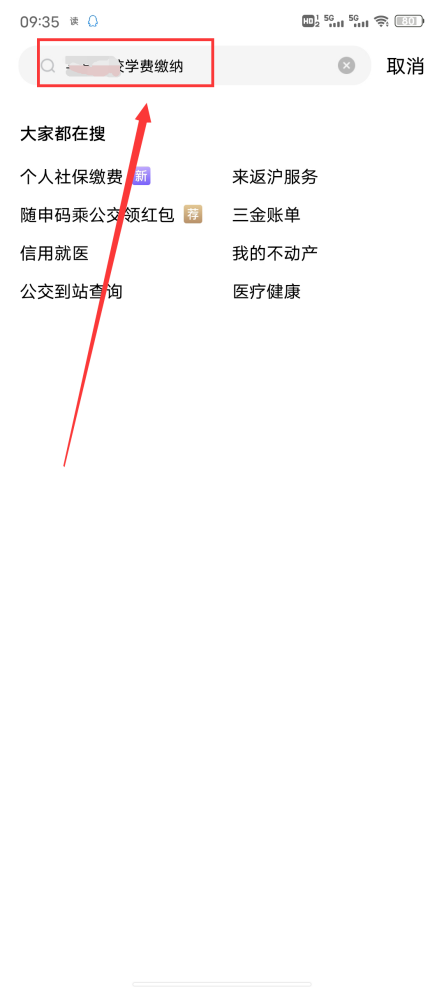 09:35 读 HD 1 2 5G 5G 80
校学费缴纳 取消
大家都在搜
个人社保缴费 新 来返沪服务
随申码乘公交领红包 荐 三金账单
信用就医 我的不动产
公交到站查询 医疗健康